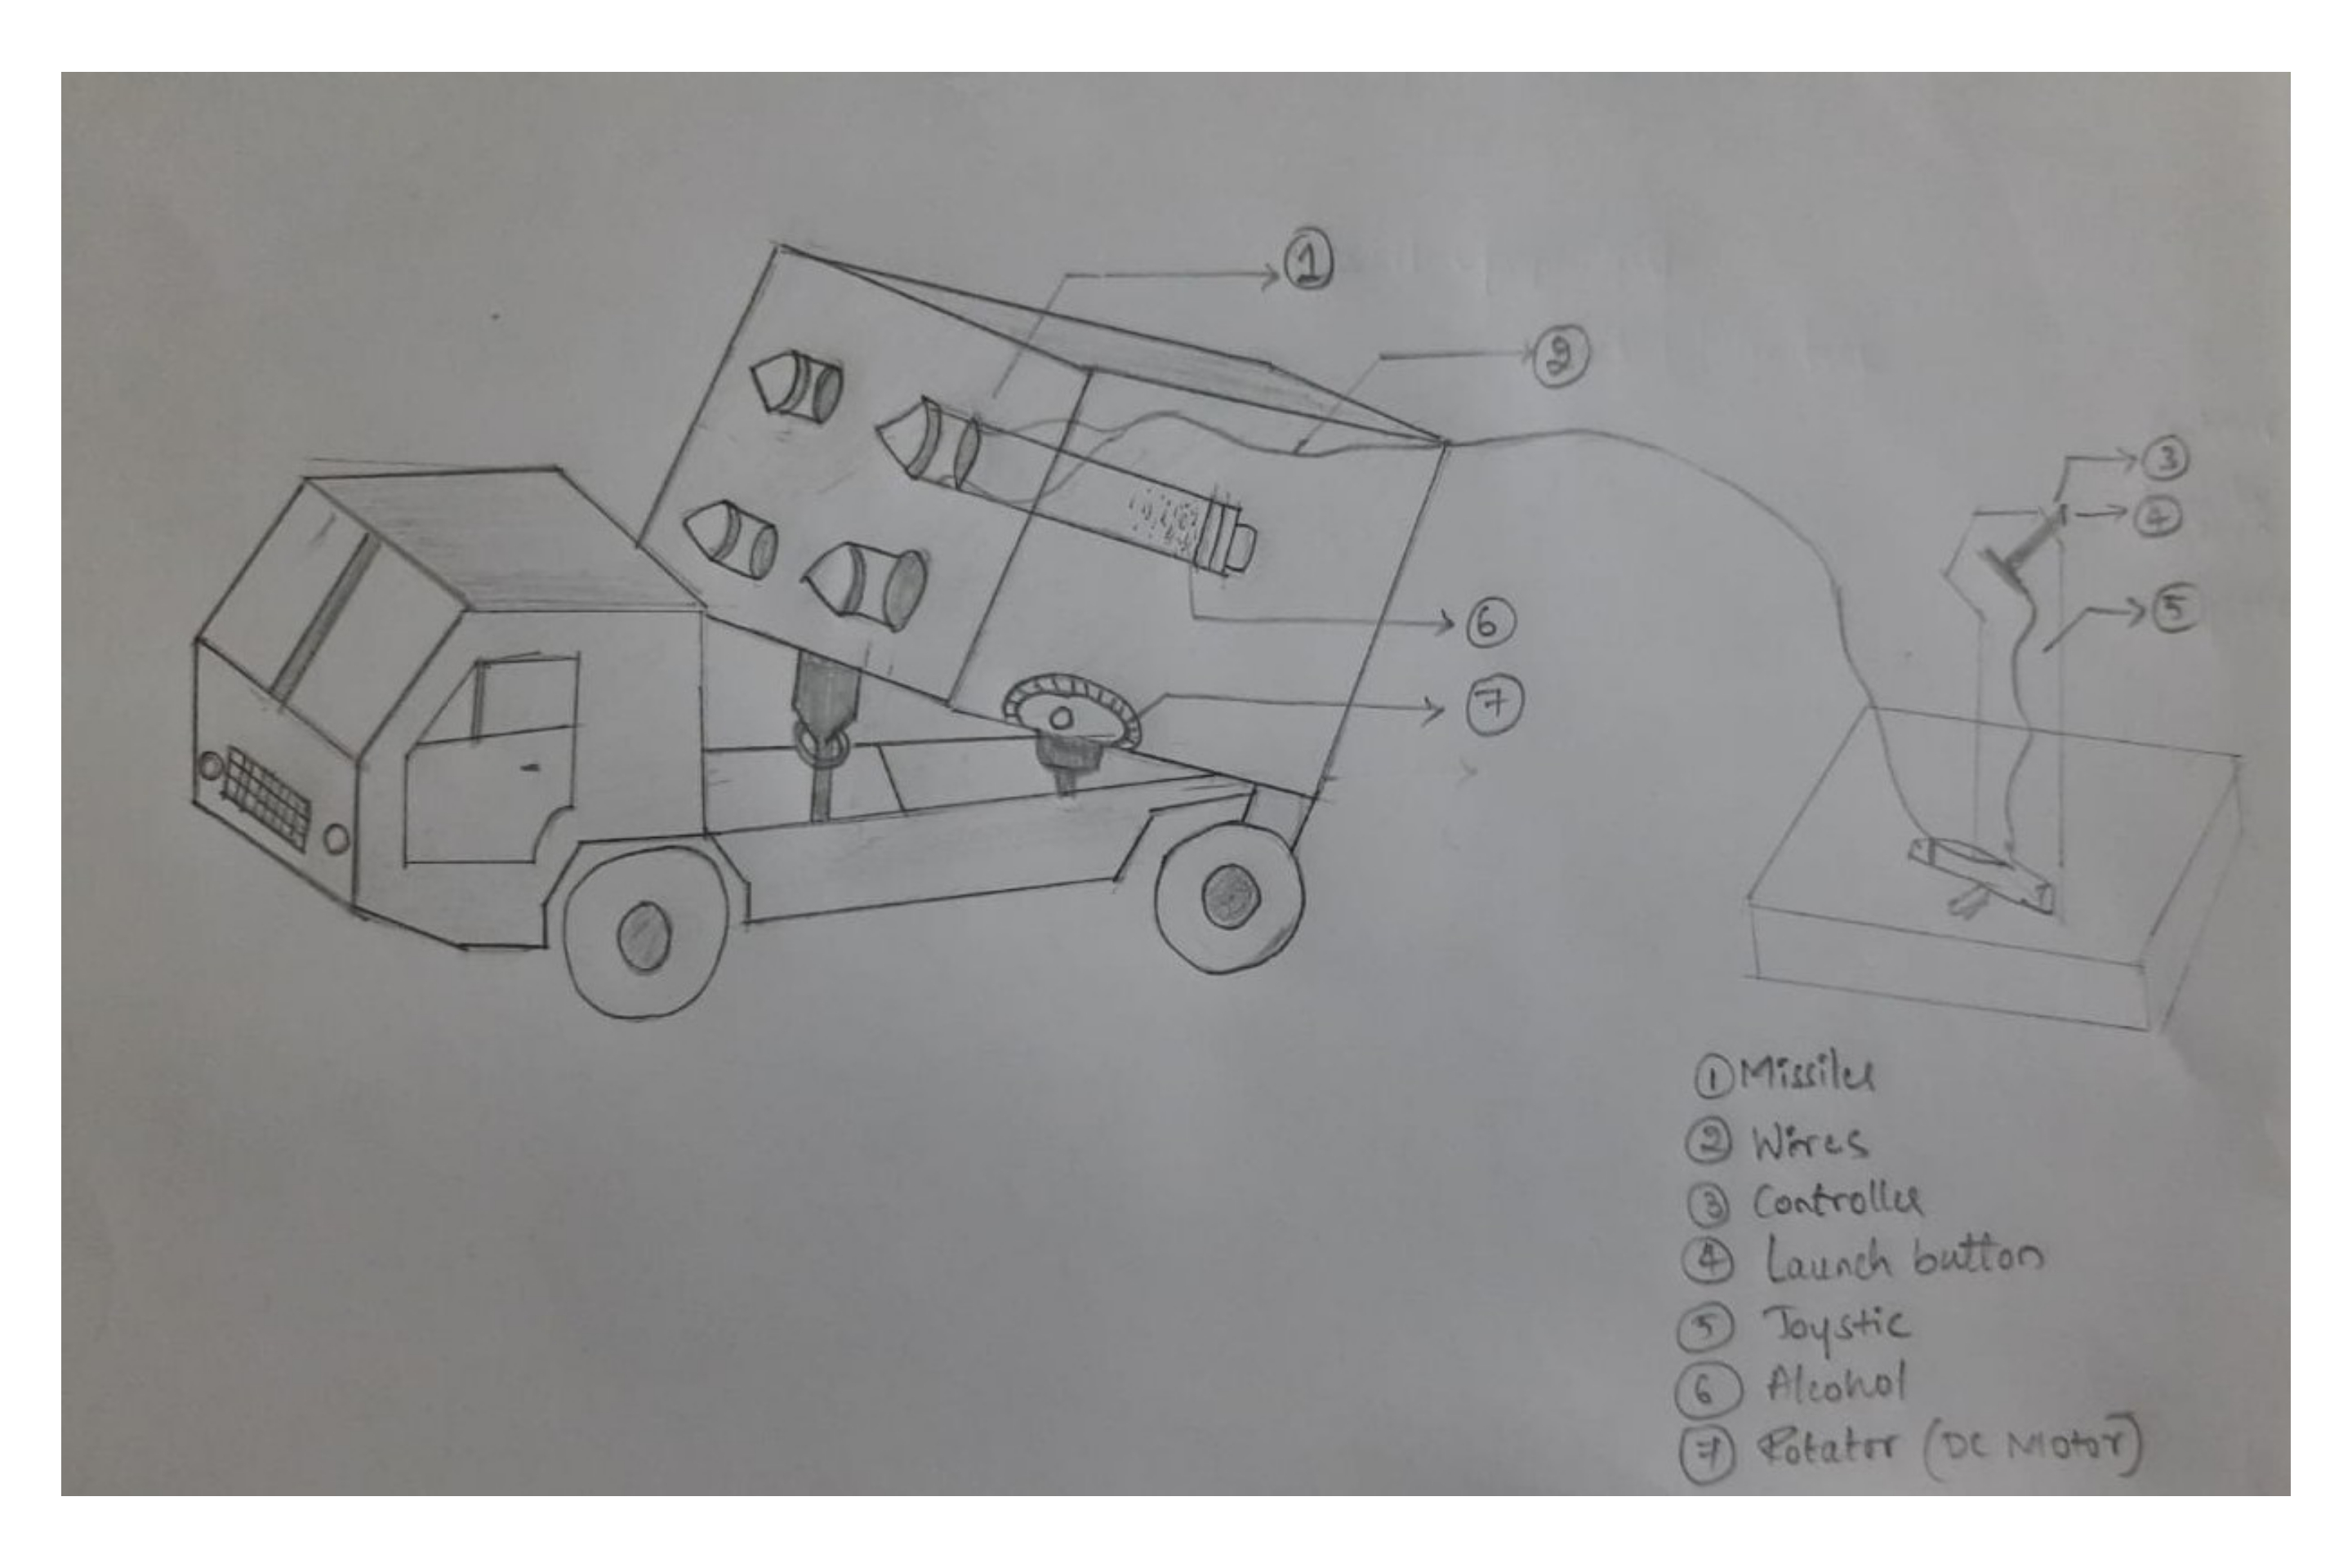 1
2
3
4
5
6
7
① Missiles
② Wires
③ Controller
④ Launch button
⑤ Joystic
⑥ Alcohol
⑦ Rotator (DC Motor)